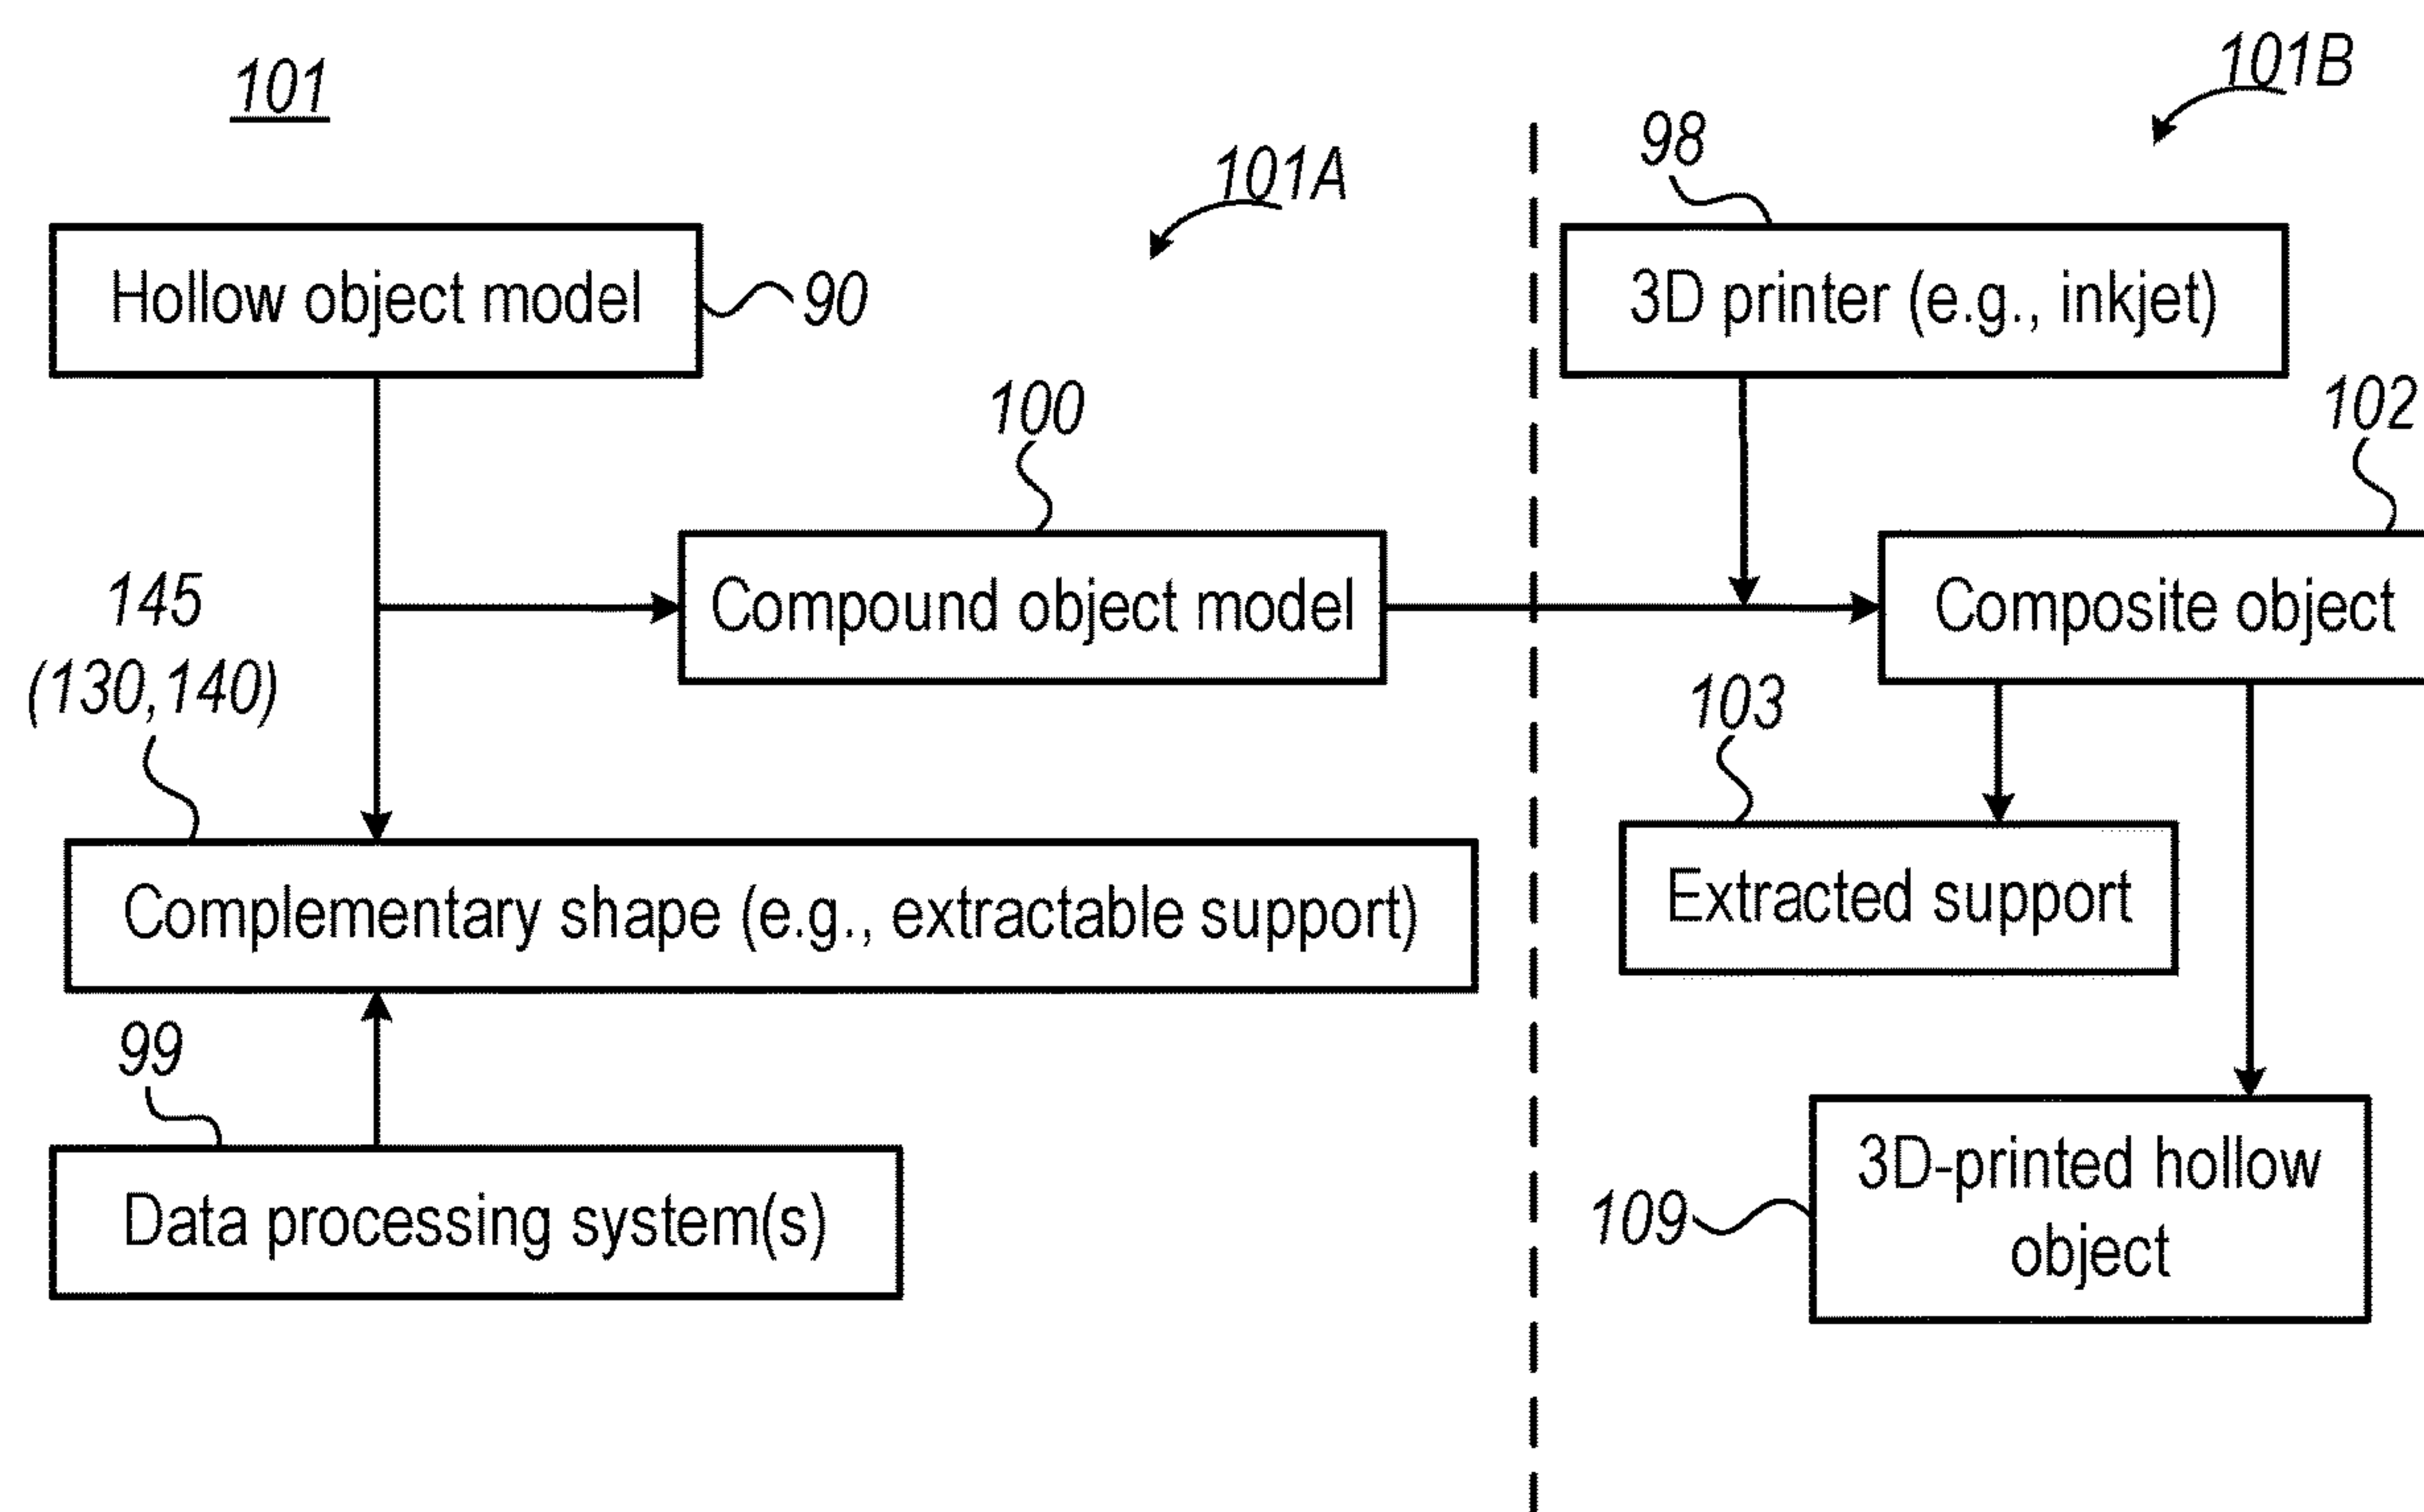 101
101A
101B
98
Hollow object model
90
3D printer (e.g., inkjet)
100
102
Compound object model
Composite object
145
(130,140)
103
Complementary shape (e.g., extractable support)
Extracted support
99
Data processing system(s)
109
3D-printed hollow
object